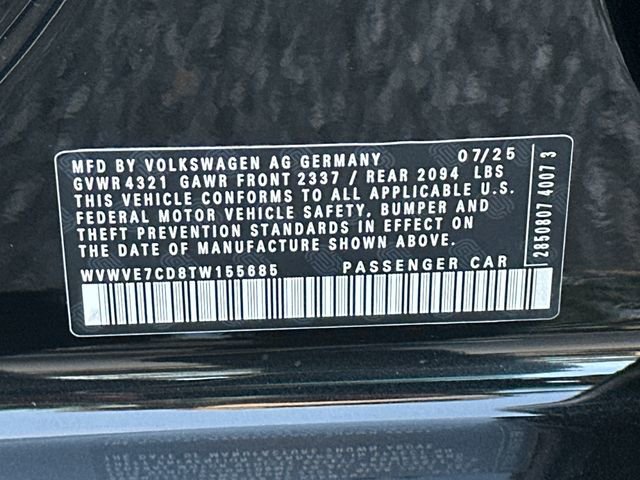 MFD BY VOLKSWAGEN AG GERMANY 07/25
GVWR 4321 GAWR FRONT 2337 / REAR 2094 LBS
THIS VEHICLE CONFORMS TO ALL APPLICABLE U.S.
FEDERAL MOTOR VEHICLE SAFETY, BUMPER AND
THEFT PREVENTION STANDARDS IN EFFECT ON
THE DATE OF MANUFACTURE SHOWN ABOVE.
WVWVE7CD8TW155685 PASSENGER CAR
2850807 4007 3